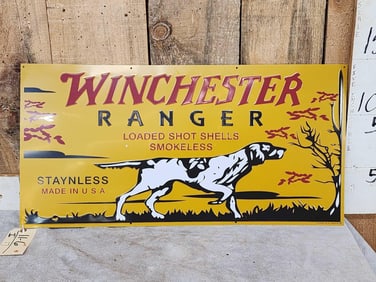 WINCHESTER
RANGER
LOADED SHOT SHELLS
SMOKELESS
STAYNLESS
MADE IN U.S.A